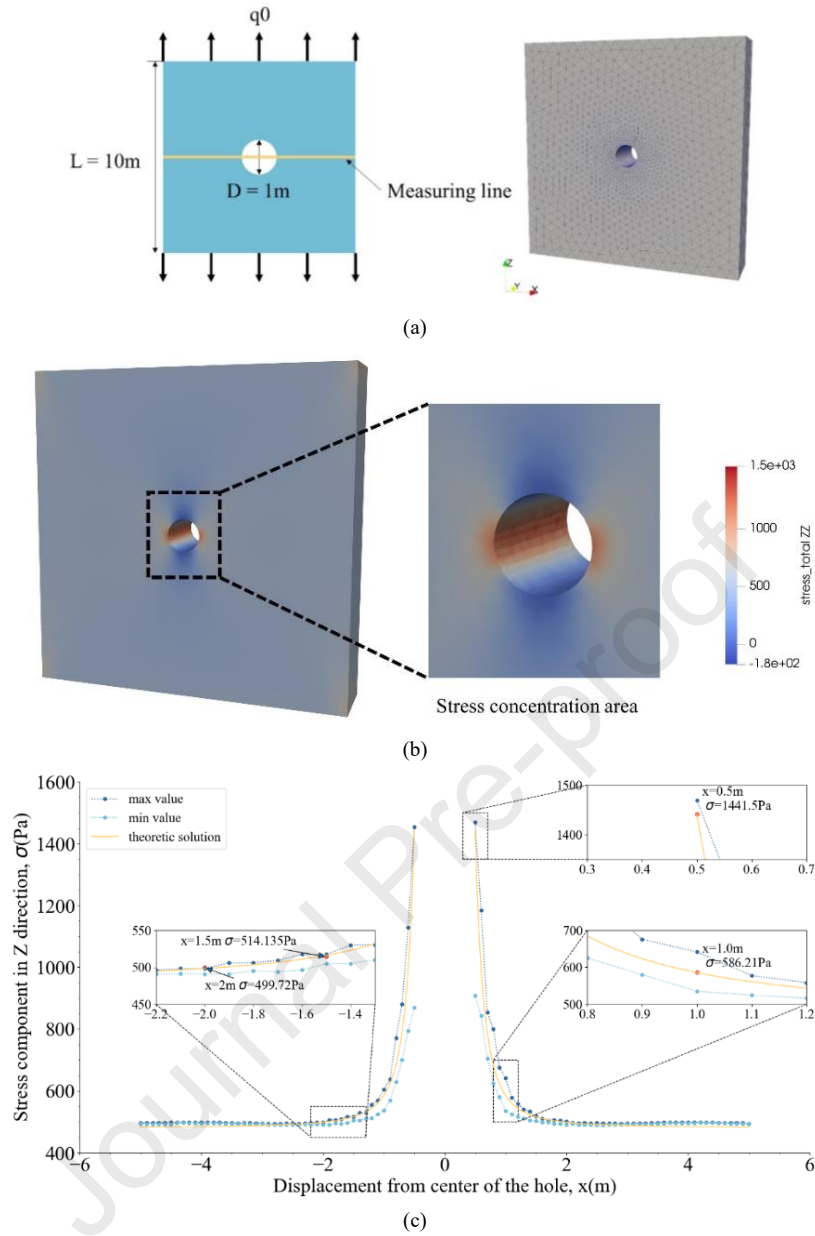 q0
L = 10m
D = 1m
Measuring line
Z
Y
X
(a)
1.5e+03
1000
500
0
-1.8e+02
stress_total ZZ
Stress concentration area
(b)
1600
1400
1200
1000
800
600
400
Stress component in Z direction, σ(Pa)
max value
min value
theoretic solution
1500
1400
x=0.5m
σ=1441.5Pa
0.3 0.4 0.5 0.6 0.7
550
500
450
x=1.5m σ=514.135Pa
x=2m σ=499.72Pa
−2.2 −2.0 −1.8 −1.6 −1.4
700
600
500
x=1.0m
σ=586.21Pa
0.8 0.9 1.0 1.1 1.2
−6 −4 −2 0 2 4 6
Displacement from center of the hole, x(m)
(c)
Journal Pre-proof